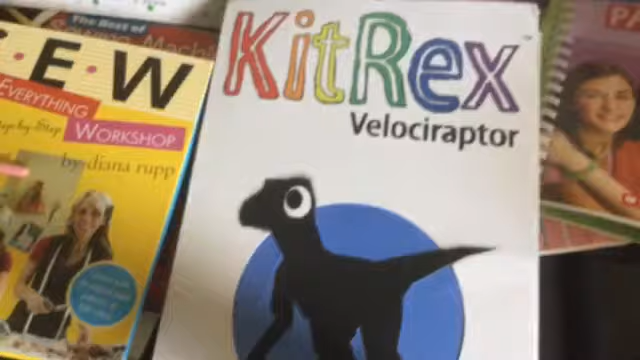 The Best of
E·W
EVERYTHING
Step-by-Step
WORKSHOP
by diana rupp
KitRex
Velociraptor